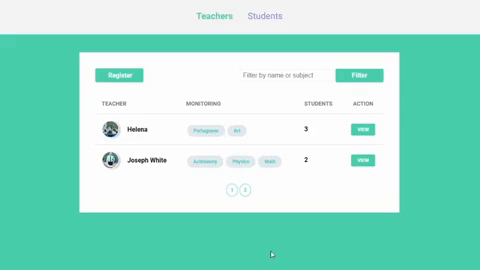 Teachers Students
Register Filter by name or subject Filter
TEACHER MONITORING STUDENTS ACTION
Helena Portuguese Art 3 VIEW
Joseph White Astronomy Physics Math 2 VIEW
1 2